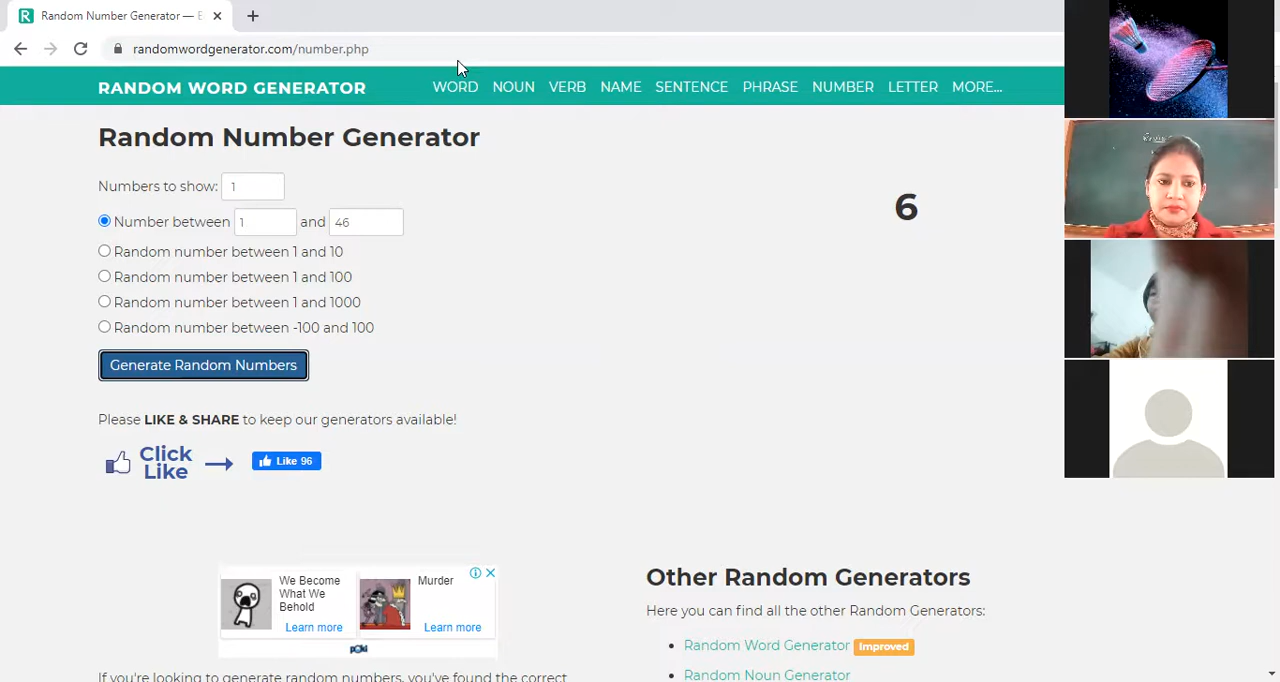 Random Number Generator — E
randomwordgenerator.com/number.php
RANDOM WORD GENERATOR
WORD NOUN VERB NAME SENTENCE PHRASE NUMBER LETTER MORE...
Random Number Generator
Numbers to show: 1
Number between 1 and 46
6
Random number between 1 and 10
Random number between 1 and 100
Random number between 1 and 1000
Random number between -100 and 100
Generate Random Numbers
Please LIKE & SHARE to keep our generators available!
Click
Like
Like 96
We Become
What We
Behold
Learn more
Murder
Learn more
poki
Other Random Generators
Here you can find all the other Random Generators:
Random Word Generator Improved
Random Noun Generator
If you're looking to generate random numbers, you've found the correct